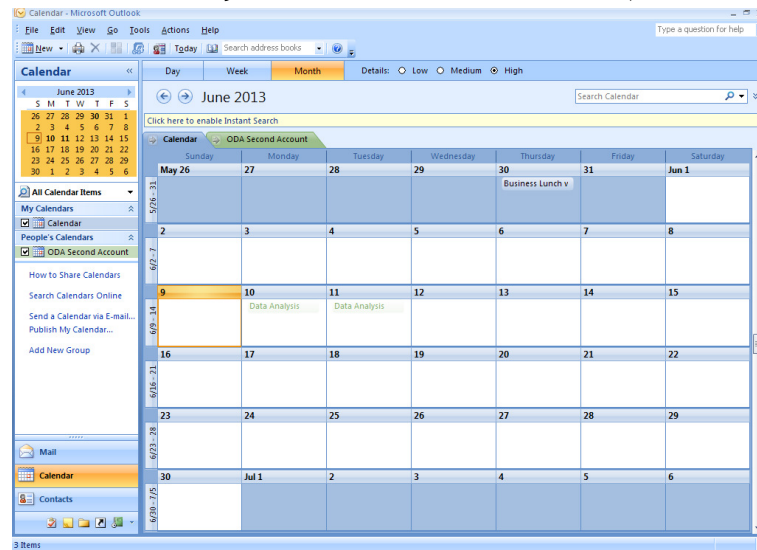 Calendar - Microsoft Outlook
File Edit View Go Tools Actions Help
Type a question for help
New Today Search address books
Calendar «
Day Week Month Details: Low Medium High
June 2013
S M T W T F S
26 27 28 29 30 31 1
2 3 4 5 6 7 8
9 10 11 12 13 14 15
16 17 18 19 20 21 22
23 24 25 26 27 28 29
30 1 2 3 4 5 6
All Calendar Items
My Calendars
Calendar
People's Calendars
ODA Second Account
How to Share Calendars
Search Calendars Online
Send a Calendar via E-mail...
Publish My Calendar...
Add New Group
Mail
Calendar
Contacts
June 2013
Search Calendar
Click here to enable Instant Search
Calendar ODA Second Account
Sunday Monday Tuesday Wednesday Thursday Friday Saturday
5/26 - 31
May 26 27 28 29 30 31 Jun 1
Business Lunch v
6/2 - 7
2 3 4 5 6 7 8
6/9 - 14
9 10 11 12 13 14 15
Data Analysis Data Analysis
6/16 - 21
16 17 18 19 20 21 22
6/23 - 28
23 24 25 26 27 28 29
6/30 - 7/5
30 Jul 1 2 3 4 5 6
3 Items